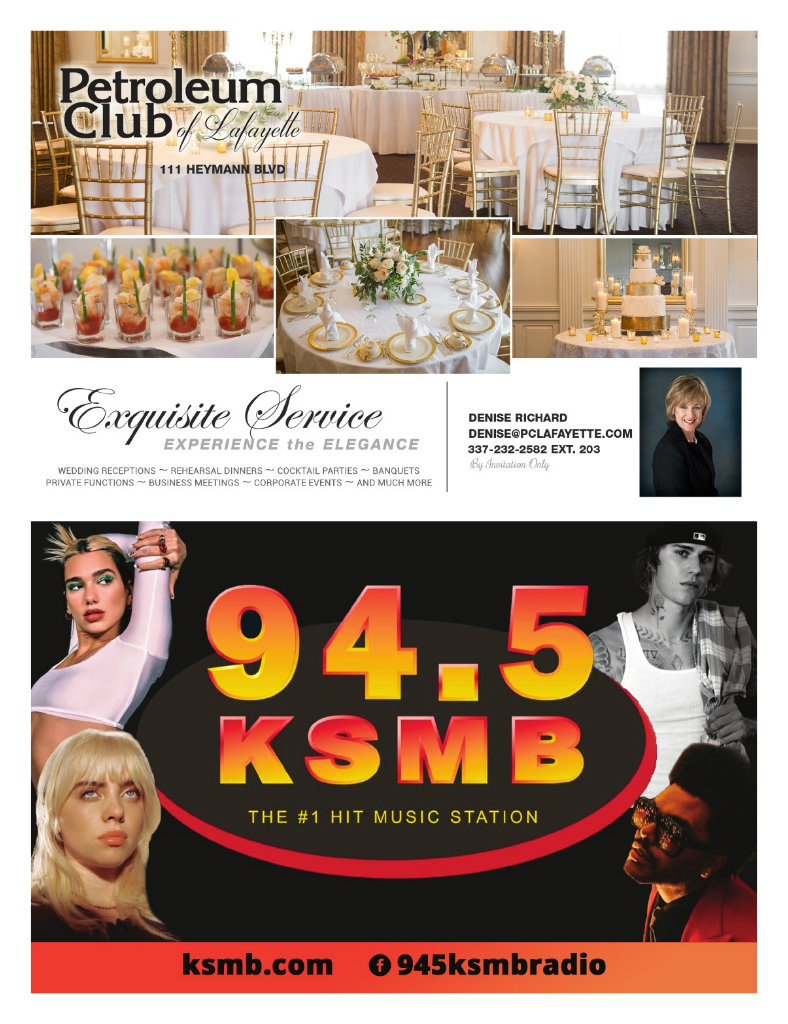 Petroleum
Club of Lafayette
111 HEYMANN BLVD
Exquisite Service
EXPERIENCE the ELEGANCE
WEDDING RECEPTIONS ~ REHEARSAL DINNERS ~ COCKTAIL PARTIES ~ BANQUETS
PRIVATE FUNCTIONS ~ BUSINESS MEETINGS ~ CORPORATE EVENTS ~ AND MUCH MORE
DENISE RICHARD
DENISE@PCLAFAYETTE.COM
337-232-2582 EXT. 203
By Invitation Only
94.5
KSMB
THE #1 HIT MUSIC STATION
ksmb.com f 945ksmbradio